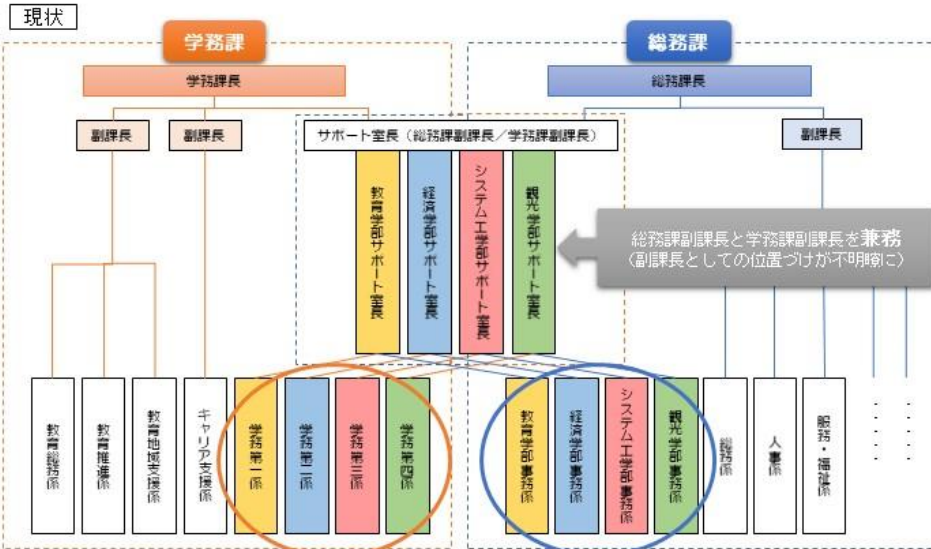 現状
学務課
総務課
学務課長
総務課長
副課長
副課長
サポート室長（総務課副課長／学務課副課長）
副課長
教育学部サポート室長
経済学部サポート室長
システム工学部サポート室長
観光学部サポート室長
総務課副課長と学務課副課長を兼務
（副課長としての位置づけが不明確に）
教育総務係
教育推進係
教育地域支援係
キャリア支援係
学務第一係
学務第二係
学務第三係
学務第四係
教育学部事務係
経済学部事務係
システム工学部事務係
観光学部事務係
総務係
人事係
服務・福祉係
・・・・・
・・・・・